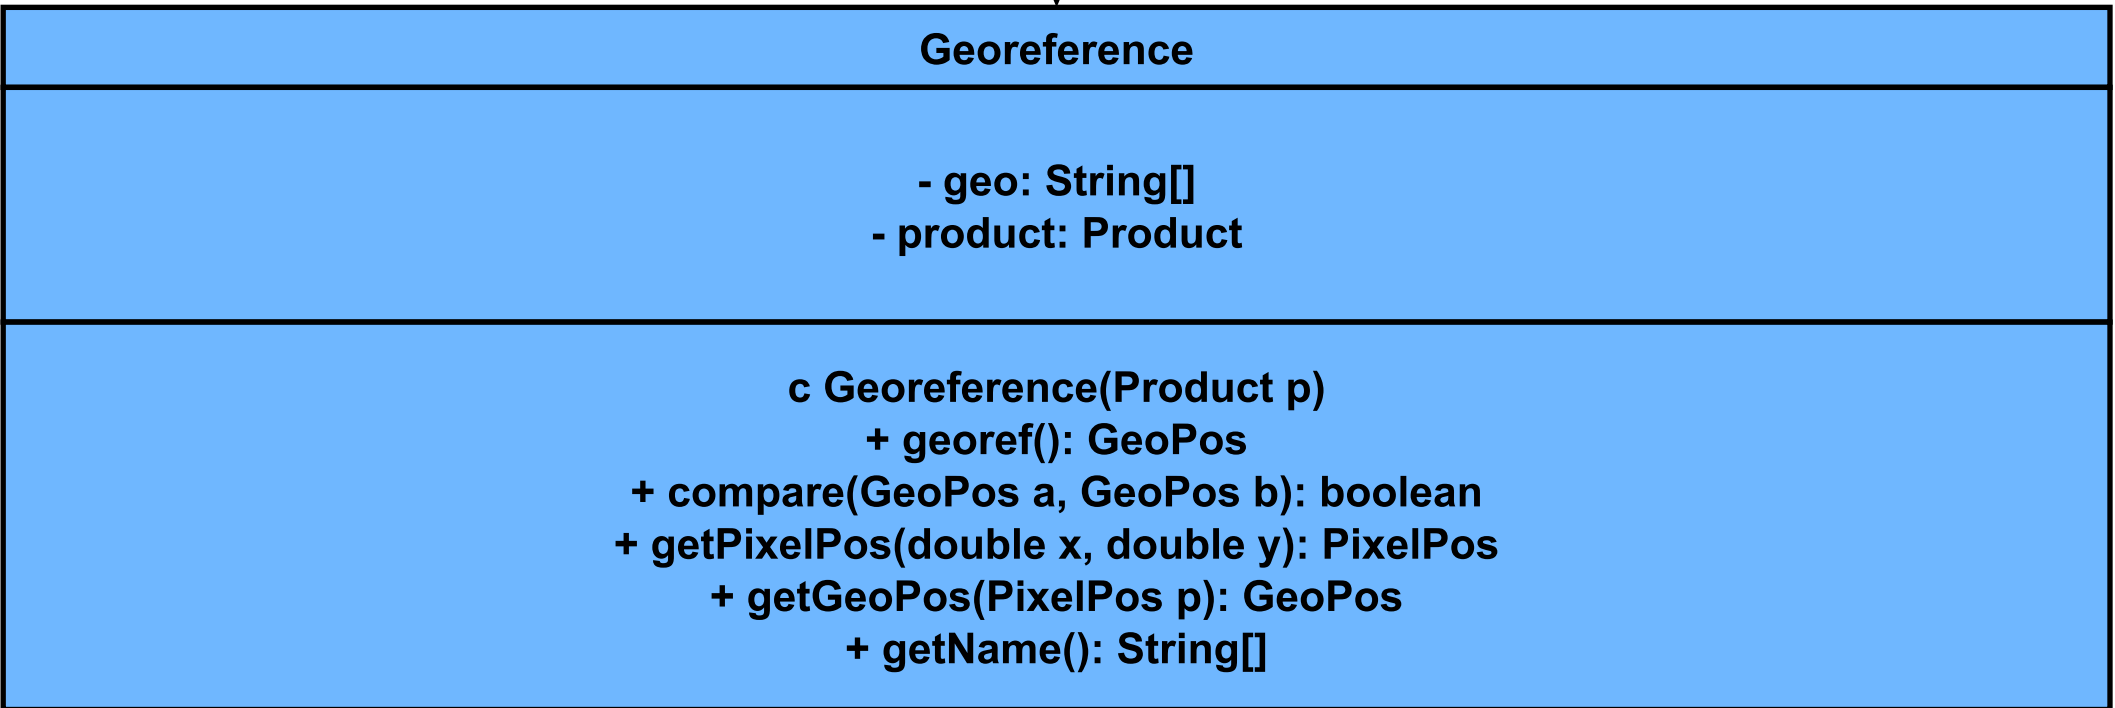 Georeference
- geo: String[]
- product: Product
c Georeference(Product p)
+ georef(): GeoPos
+ compare(GeoPos a, GeoPos b): boolean
+ getPixelPos(double x, double y): PixelPos
+ getGeoPos(PixelPos p): GeoPos
+ getName(): String[]